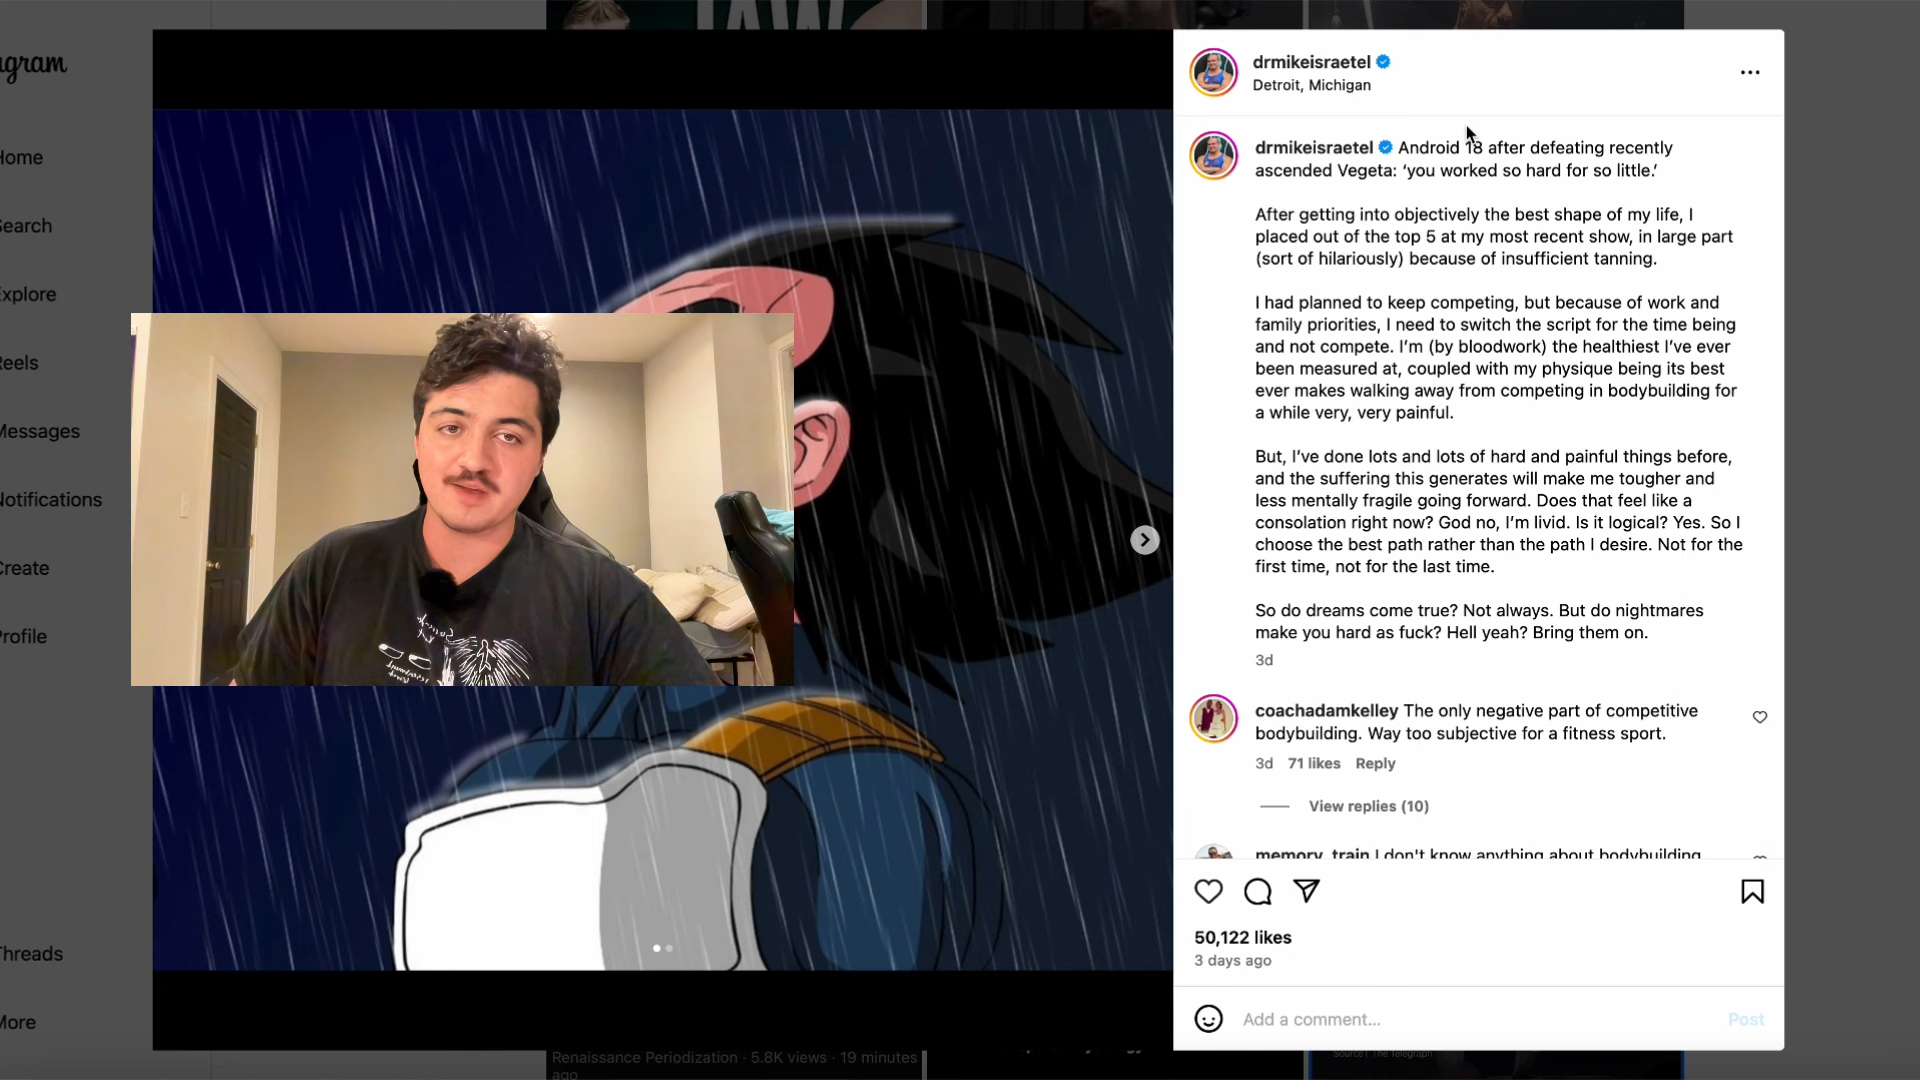 gram
Home
Search
Explore
Reels
Messages
Notifications
Create
Profile
Threads
More
drmikeisraetel
Detroit, Michigan
drmikeisraetel Android 18 after defeating recently
ascended Vegeta: ‘you worked so hard for so little.’
After getting into objectively the best shape of my life, I
placed out of the top 5 at my most recent show, in large part
(sort of hilariously) because of insufficient tanning.
I had planned to keep competing, but because of work and
family priorities, I need to switch the script for the time being
and not compete. I’m (by bloodwork) the healthiest I’ve ever
been measured at, coupled with my physique being its best
ever makes walking away from competing in bodybuilding for
a while very, very painful.
But, I’ve done lots and lots of hard and painful things before,
and the suffering this generates will make me tougher and
less mentally fragile going forward. Does that feel like a
consolation right now? God no, I’m livid. Is it logical? Yes. So I
choose the best path rather than the path I desire. Not for the
first time, not for the last time.
So do dreams come true? Not always. But do nightmares
make you hard as fuck? Hell yeah? Bring them on.
3d
coachadamkelley The only negative part of competitive
bodybuilding. Way too subjective for a fitness sport.
3d 71 likes Reply
View replies (10)
memory_train I don't know anything about bodybuilding
50,122 likes
3 days ago
Add a comment...
Post
Renaissance Periodization · 5.8K views · 19 minutes
ago
Source | The Telegraph